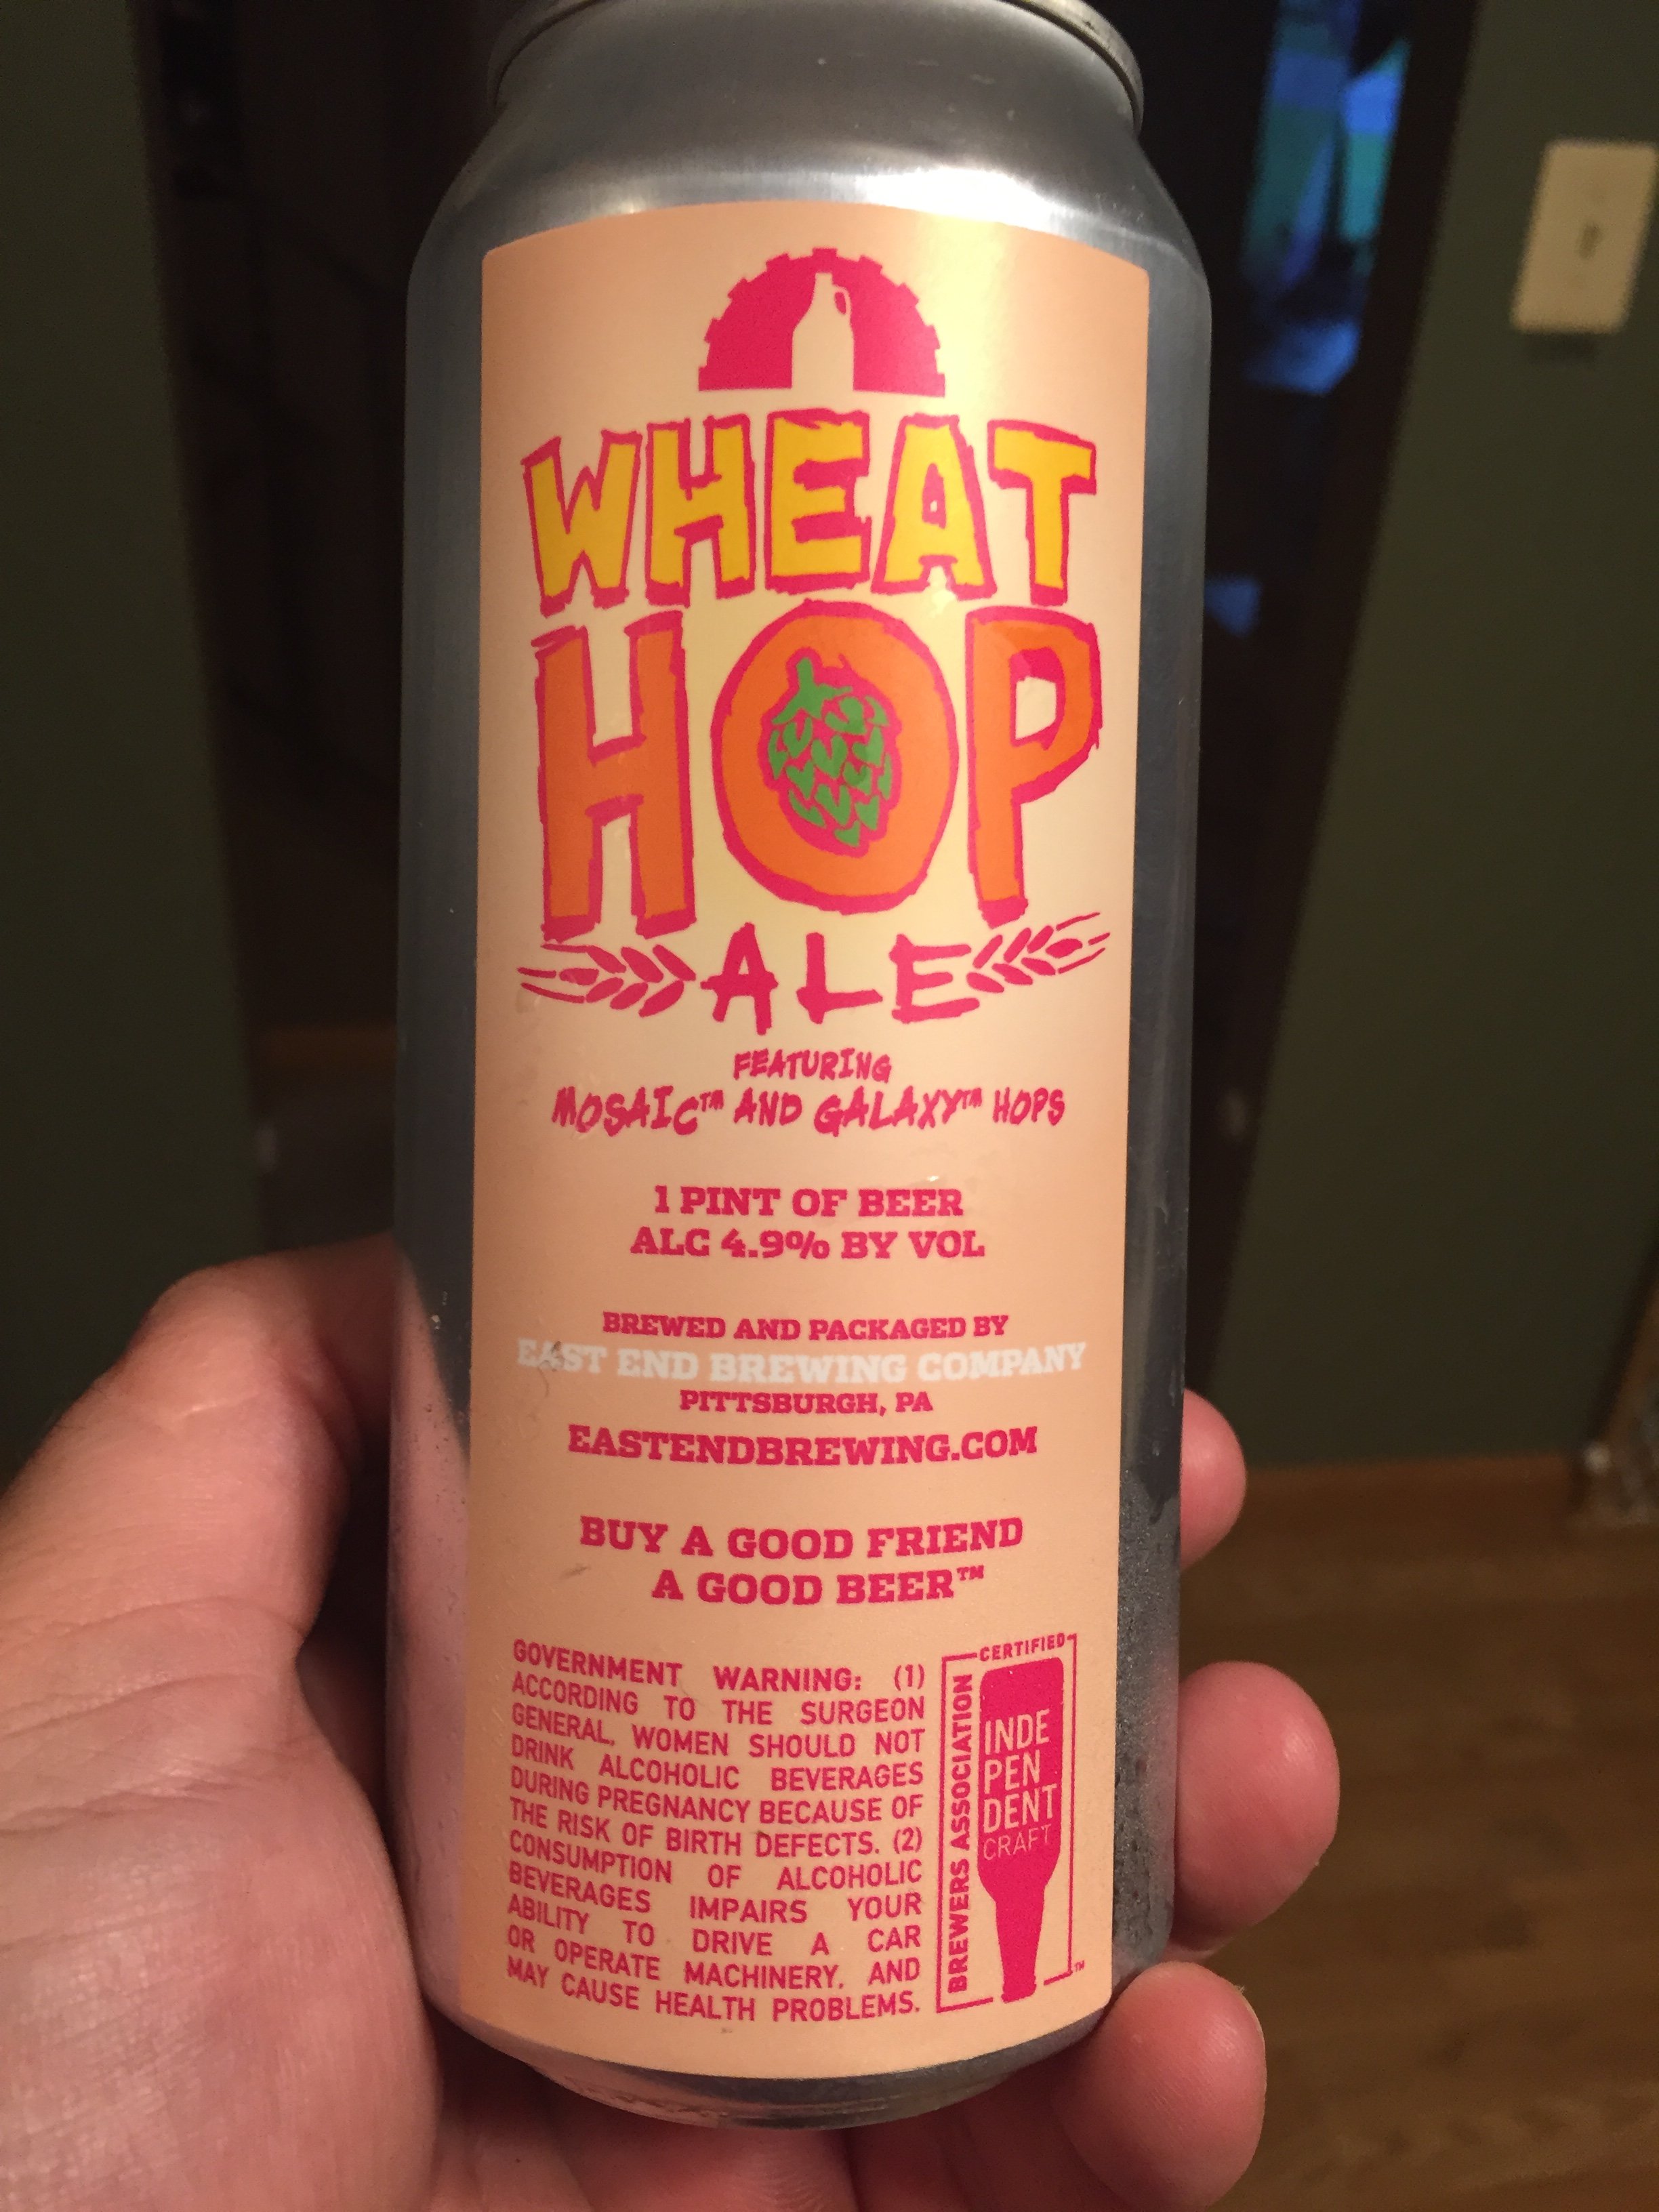 WHEAT
HOP
ALE
FEATURING
MOSAIC™ AND GALAXY™ HOPS
1 PINT OF BEER
ALC 4.9% BY VOL
BREWED AND PACKAGED BY
EAST END BREWING COMPANY
PITTSBURGH, PA
EASTENDBREWING.COM
BUY A GOOD FRIEND
A GOOD BEER™
GOVERNMENT WARNING: (1)
ACCORDING TO THE SURGEON
GENERAL, WOMEN SHOULD NOT
DRINK ALCOHOLIC BEVERAGES
DURING PREGNANCY BECAUSE OF
THE RISK OF BIRTH DEFECTS. (2)
CONSUMPTION OF ALCOHOLIC
BEVERAGES IMPAIRS YOUR
ABILITY TO DRIVE A CAR
OR OPERATE MACHINERY, AND
MAY CAUSE HEALTH PROBLEMS.
BREWERS ASSOCIATION
CERTIFIED
INDE
PEN
DENT
CRAFT
™